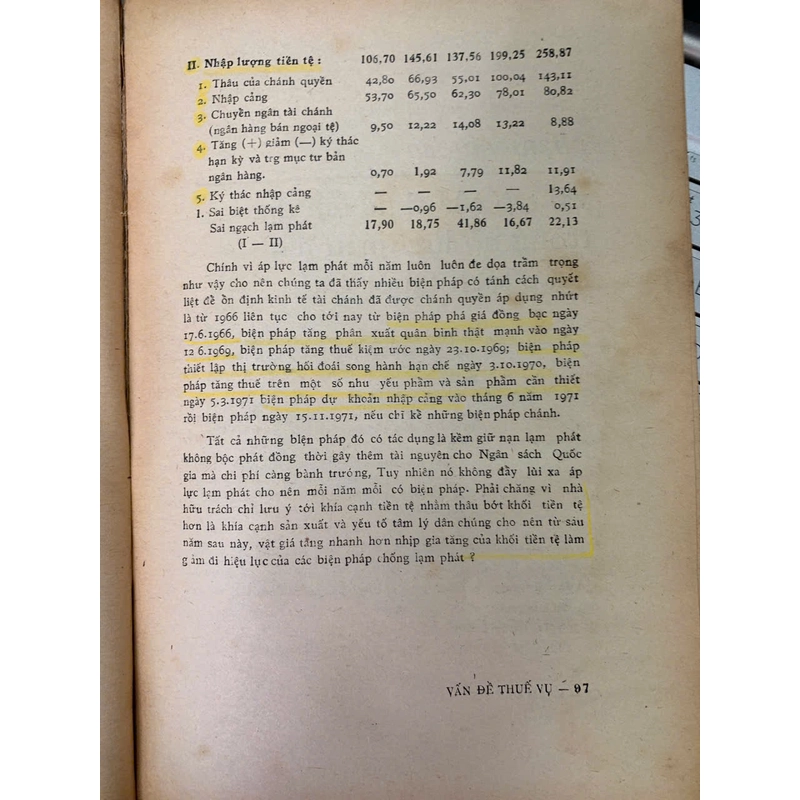 II. Nhập lượng tiền tệ : 106,70 145,61 137,56 199,25 258,87
1. Thâu của chánh quyền 42,80 66,93 55,01 100,04 143,11
2. Nhập cảng 53,70 65,50 62,30 78,01 80,82
3. Chuyển ngân tài chánh
(ngân hàng bán ngoại tệ) 9,50 12,22 14,08 13,22 8,88
4. Tăng (+) giảm (—) ký thác
hạn kỳ và trg mục tư bản
ngân hàng. 0,70 1,92 7,79 11,82 11,91
5. Ký thác nhập cảng — — — — 13,64
1. Sai biệt thống kê — —0,96 —1,62 —3,84 0,51
Sai ngạch lạm phát 17,90 18,75 41,86 16,67 22,13
(I — II)
Chính vì áp lực lạm phát mỗi năm luôn luôn đe dọa trầm trọng
như vậy cho nên chúng ta đã thấy nhiều biện pháp có tánh cách quyết
liệt để ổn định kinh tế tài chánh đã được chánh quyền áp dụng nhứt
là từ 1966 liên tục cho tới nay từ biện pháp phá giá đồng bạc ngày
17.6.1966, biện pháp tăng phân xuất quân bình thật mạnh vào ngày
12 6.1969, biện pháp tăng thuế kiệm ước ngày 23.10.1969; biện pháp
thiết lập thị trường hối đoái song hành hạn chế ngày 3.10.1970, biện
pháp tăng thuế trên một số nhu yếu phẩm và sản phẩm cần thiết
ngày 5.3.1971 biện pháp dự khoản nhập cảng vào tháng 6 năm 1971
rồi biện pháp ngày 15.11.1971, nếu chỉ kể những biện pháp chánh.
Tất cả những biện pháp đó có tác dụng là kềm giữ nạn lạm phát
không bộc phát đồng thời gây thêm tài nguyên cho Ngân sách Quốc
gia mà chi phí càng bành trướng, Tuy nhiên nó không đẩy lùi xa áp
lực lạm phát cho nên mỗi năm mỗi có biện pháp. Phải chăng vì nhà
hữu trách chỉ lưu ý tới khía cạnh tiền tệ nhằm thâu bớt khối tiền tệ
hơn là khía cạnh sản xuất và yếu tố tâm lý dân chúng cho nên từ sáu
năm sau này, vật giá tăng nhanh hơn nhịp gia tăng của khối tiền tệ làm
giảm đi hiệu lực của các biện pháp chống lạm phát ?
VẤN ĐỀ THUẾ VỤ — 97